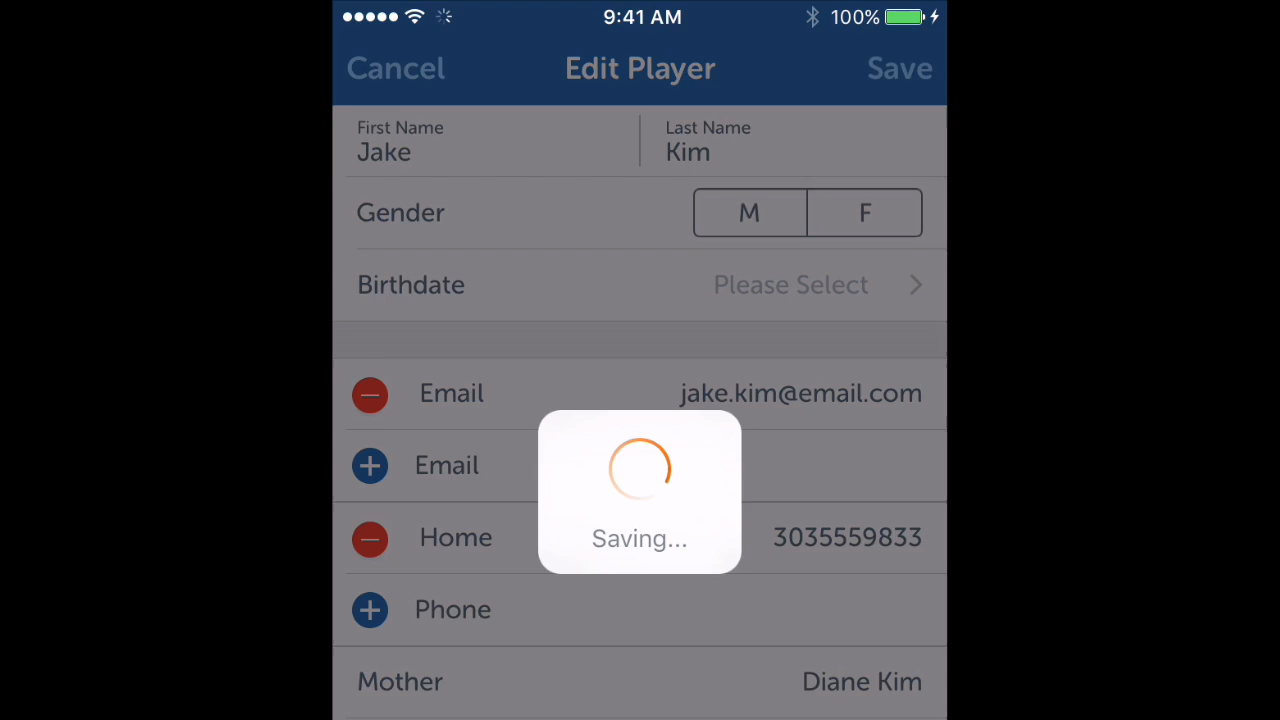 9:41 AM 100%
Cancel Edit Player Save
First Name Last Name
Jake Kim
Gender M F
Birthdate Please Select
Email jake.kim@email.com
Email
Saving...
Home 3035559833
Phone
Mother Diane Kim